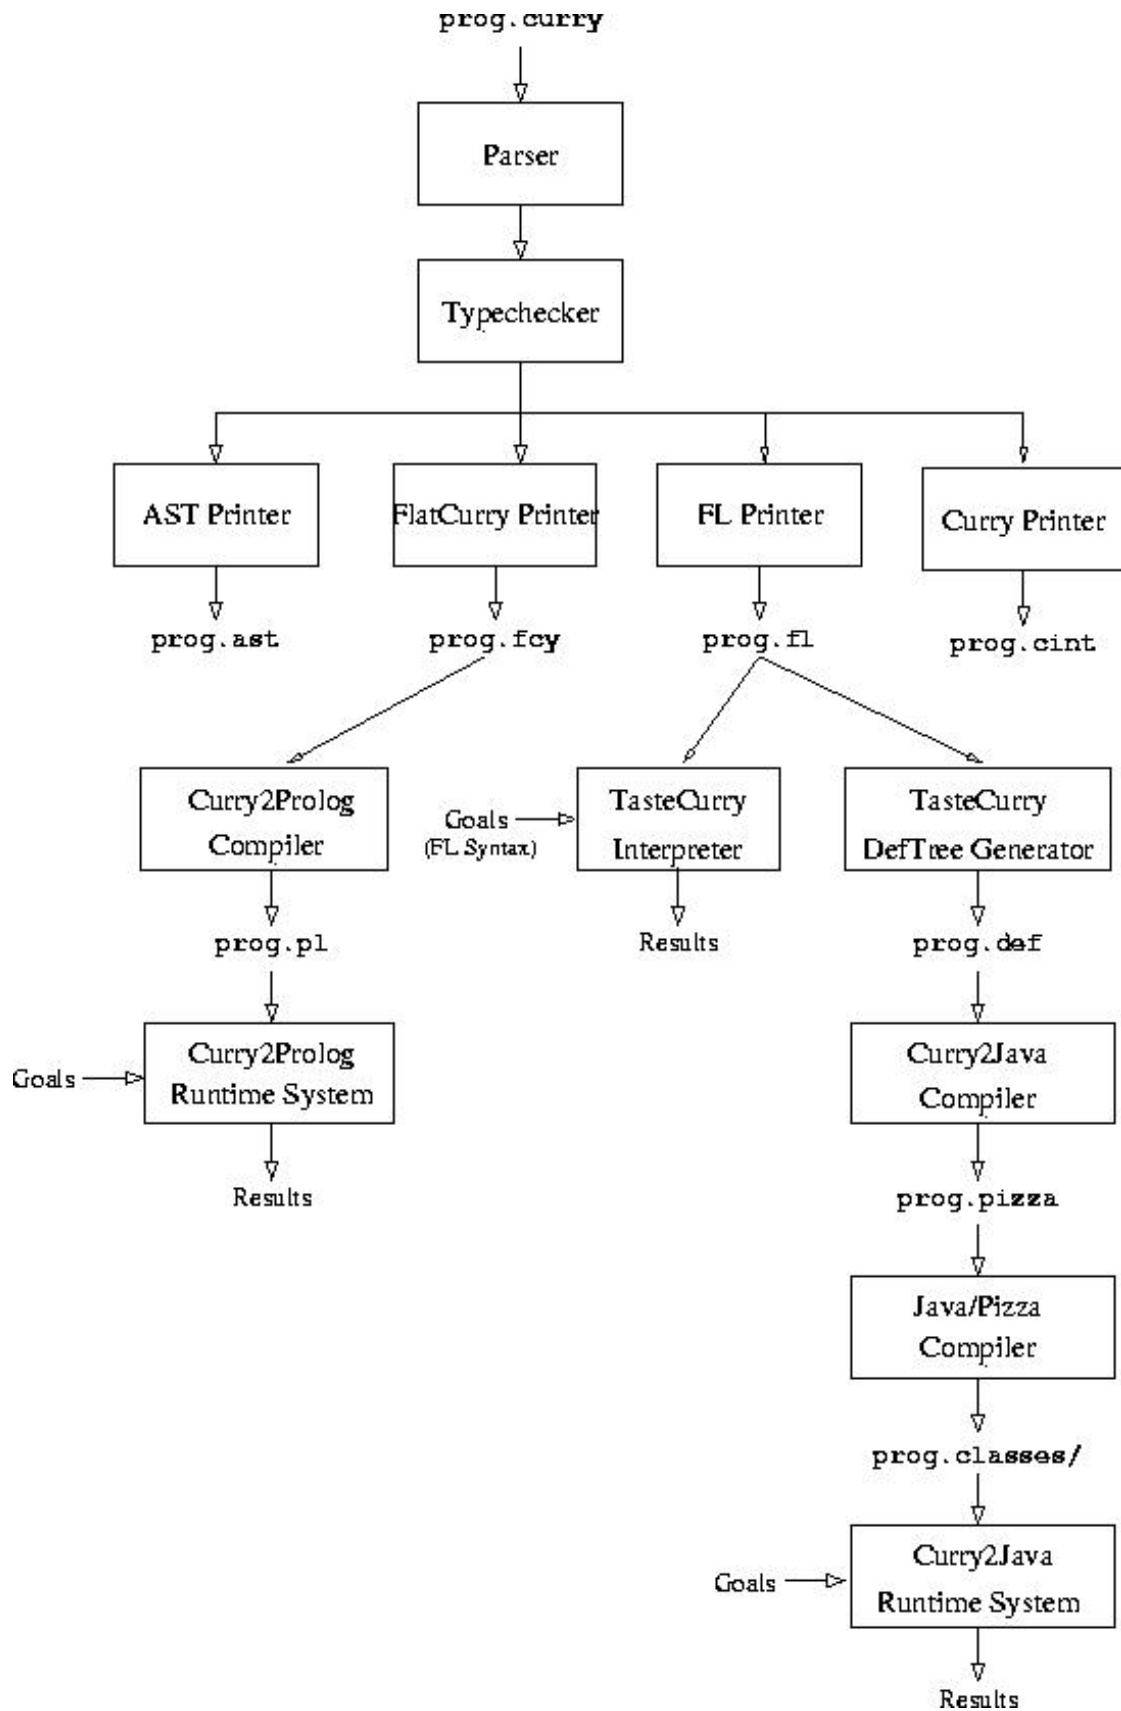 prog.curry
Parser
Typechecker
AST Printer
FlatCurry Printer
FL Printer
Curry Printer
prog.ast
prog.fcy
prog.fl
prog.cint
Curry2Prolog
Compiler
Goals
(FL Syntax)
TasteCurry
Interpreter
TasteCurry
DefTree Generator
prog.pl
Results
prog.def
Goals
Curry2Prolog
Runtime System
Curry2Java
Compiler
Results
prog.pizza
Java/Pizza
Compiler
prog.classes/
Goals
Curry2Java
Runtime System
Results